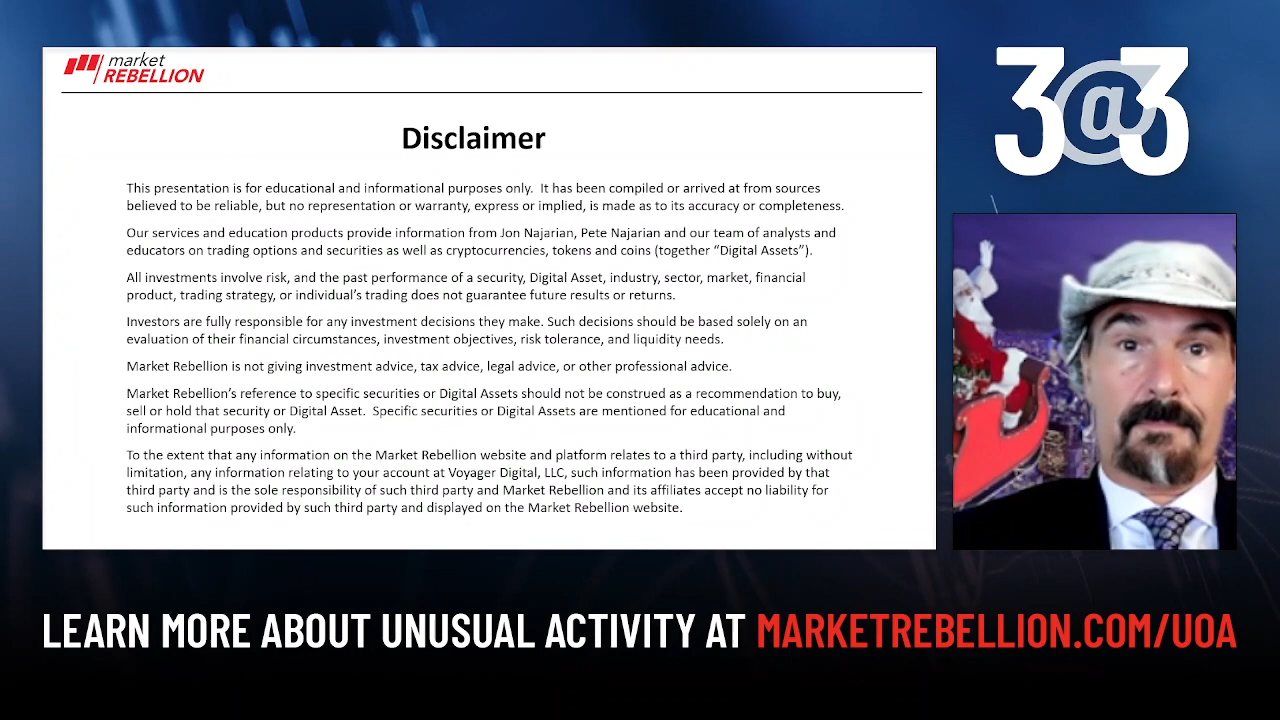 market
REBELLION
3@3
Disclaimer
This presentation is for educational and informational purposes only.  It has been compiled or arrived at from sources
believed to be reliable, but no representation or warranty, express or implied, is made as to its accuracy or completeness.
Our services and education products provide information from Jon Najarian, Pete Najarian and our team of analysts and
educators on trading options and securities as well as cryptocurrencies, tokens and coins (together “Digital Assets”).
All investments involve risk, and the past performance of a security, Digital Asset, industry, sector, market, financial
product, trading strategy, or individual’s trading does not guarantee future results or returns.
Investors are fully responsible for any investment decisions they make. Such decisions should be based solely on an
evaluation of their financial circumstances, investment objectives, risk tolerance, and liquidity needs.
Market Rebellion is not giving investment advice, tax advice, legal advice, or other professional advice.
Market Rebellion’s reference to specific securities or Digital Assets should not be construed as a recommendation to buy,
sell or hold that security or Digital Asset.  Specific securities or Digital Assets are mentioned for educational and
informational purposes only.
To the extent that any information on the Market Rebellion website and platform relates to a third party, including without
limitation, any information relating to your account at Voyager Digital, LLC, such information has been provided by that
third party and is the sole responsibility of such third party and Market Rebellion and its affiliates accept no liability for
such information provided by such third party and displayed on the Market Rebellion website.
LEARN MORE ABOUT UNUSUAL ACTIVITY AT MARKETREBELLION.COM/UOA